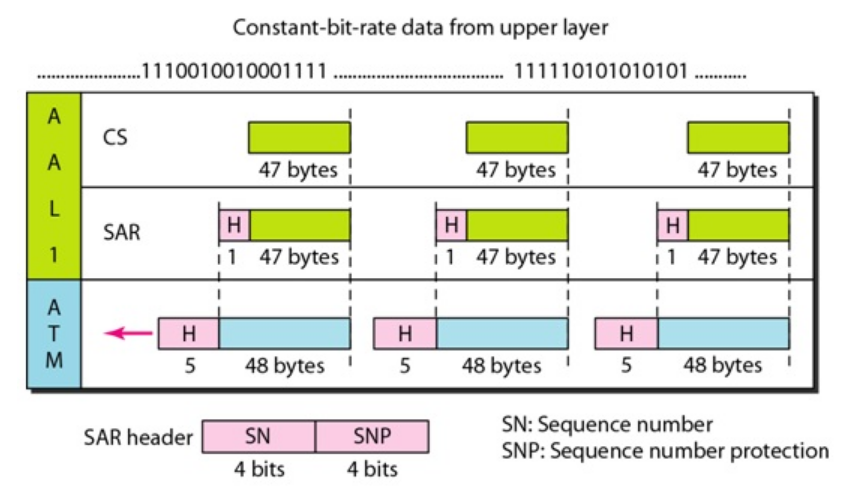 Constant-bit-rate data from upper layer
.......................1110010010001111 ........................................ 111110101010101 ...........
A
A
L
1
CS
47 bytes 47 bytes 47 bytes
SAR
H H H
1 47 bytes 1 47 bytes 1 47 bytes
A
T
M
H H H
5 48 bytes 5 48 bytes 5 48 bytes
SAR header SN SNP
4 bits 4 bits
SN: Sequence number
SNP: Sequence number protection